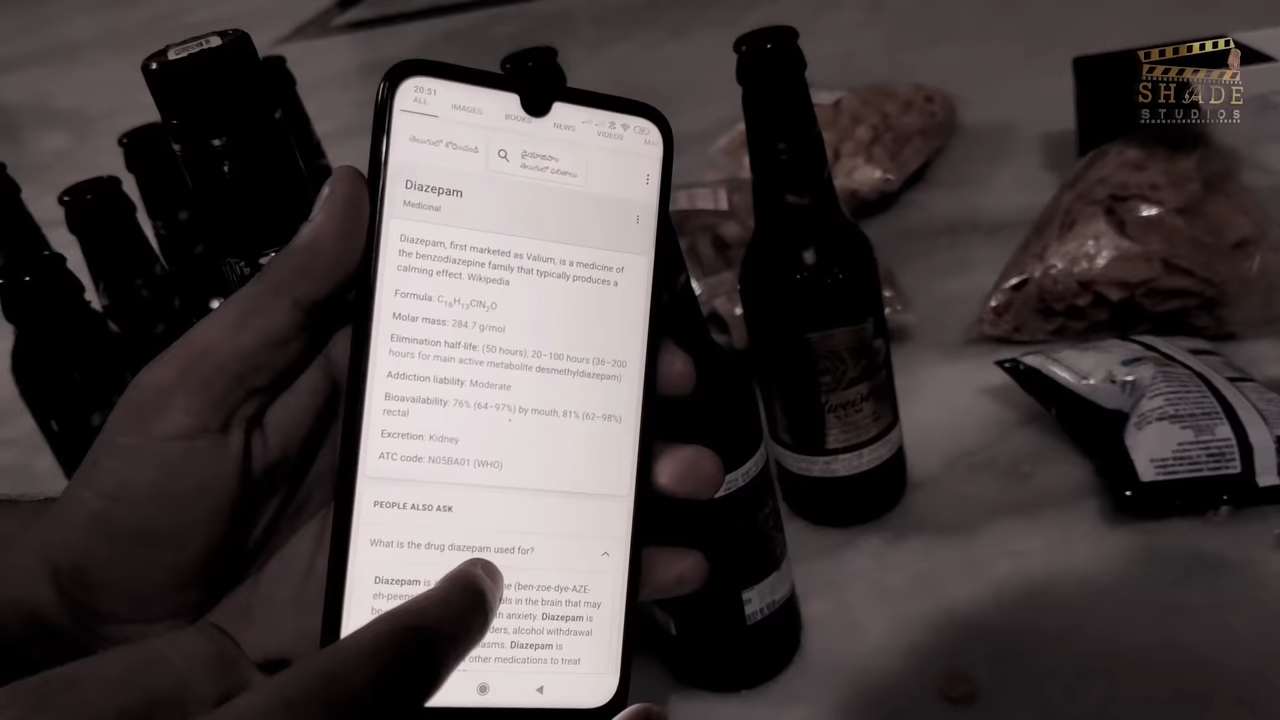 20:51
ALL
IMAGES
BOOKS
NEWS
VIDEOS
తెలుగులో శోధించండి
డైయాజిపాం
తెలుగులో ఫలితాలు
Diazepam
Medicinal
Diazepam, first marketed as Valium, is a medicine of
the benzodiazepine family that typically produces a
calming effect. Wikipedia
Formula: C₁₆H₁₃ClN₂O
Molar mass: 284.7 g/mol
Elimination half-life: (50 hours); 20–100 hours (36–200
hours for main active metabolite desmethyldiazepam)
Addiction liability: Moderate
Bioavailability: 76% (64–97%) by mouth, 81% (62–98%)
rectal
Excretion: Kidney
ATC code: N05BA01 (WHO)
PEOPLE ALSO ASK
What is the drug diazepam used for?
Diazepam is (ben-zoe-dye-AZE-
in the brain that may
anxiety. Diazepam is
alcohol withdrawal
Diazepam is
other medications to treat
SHADE
STUDIOS